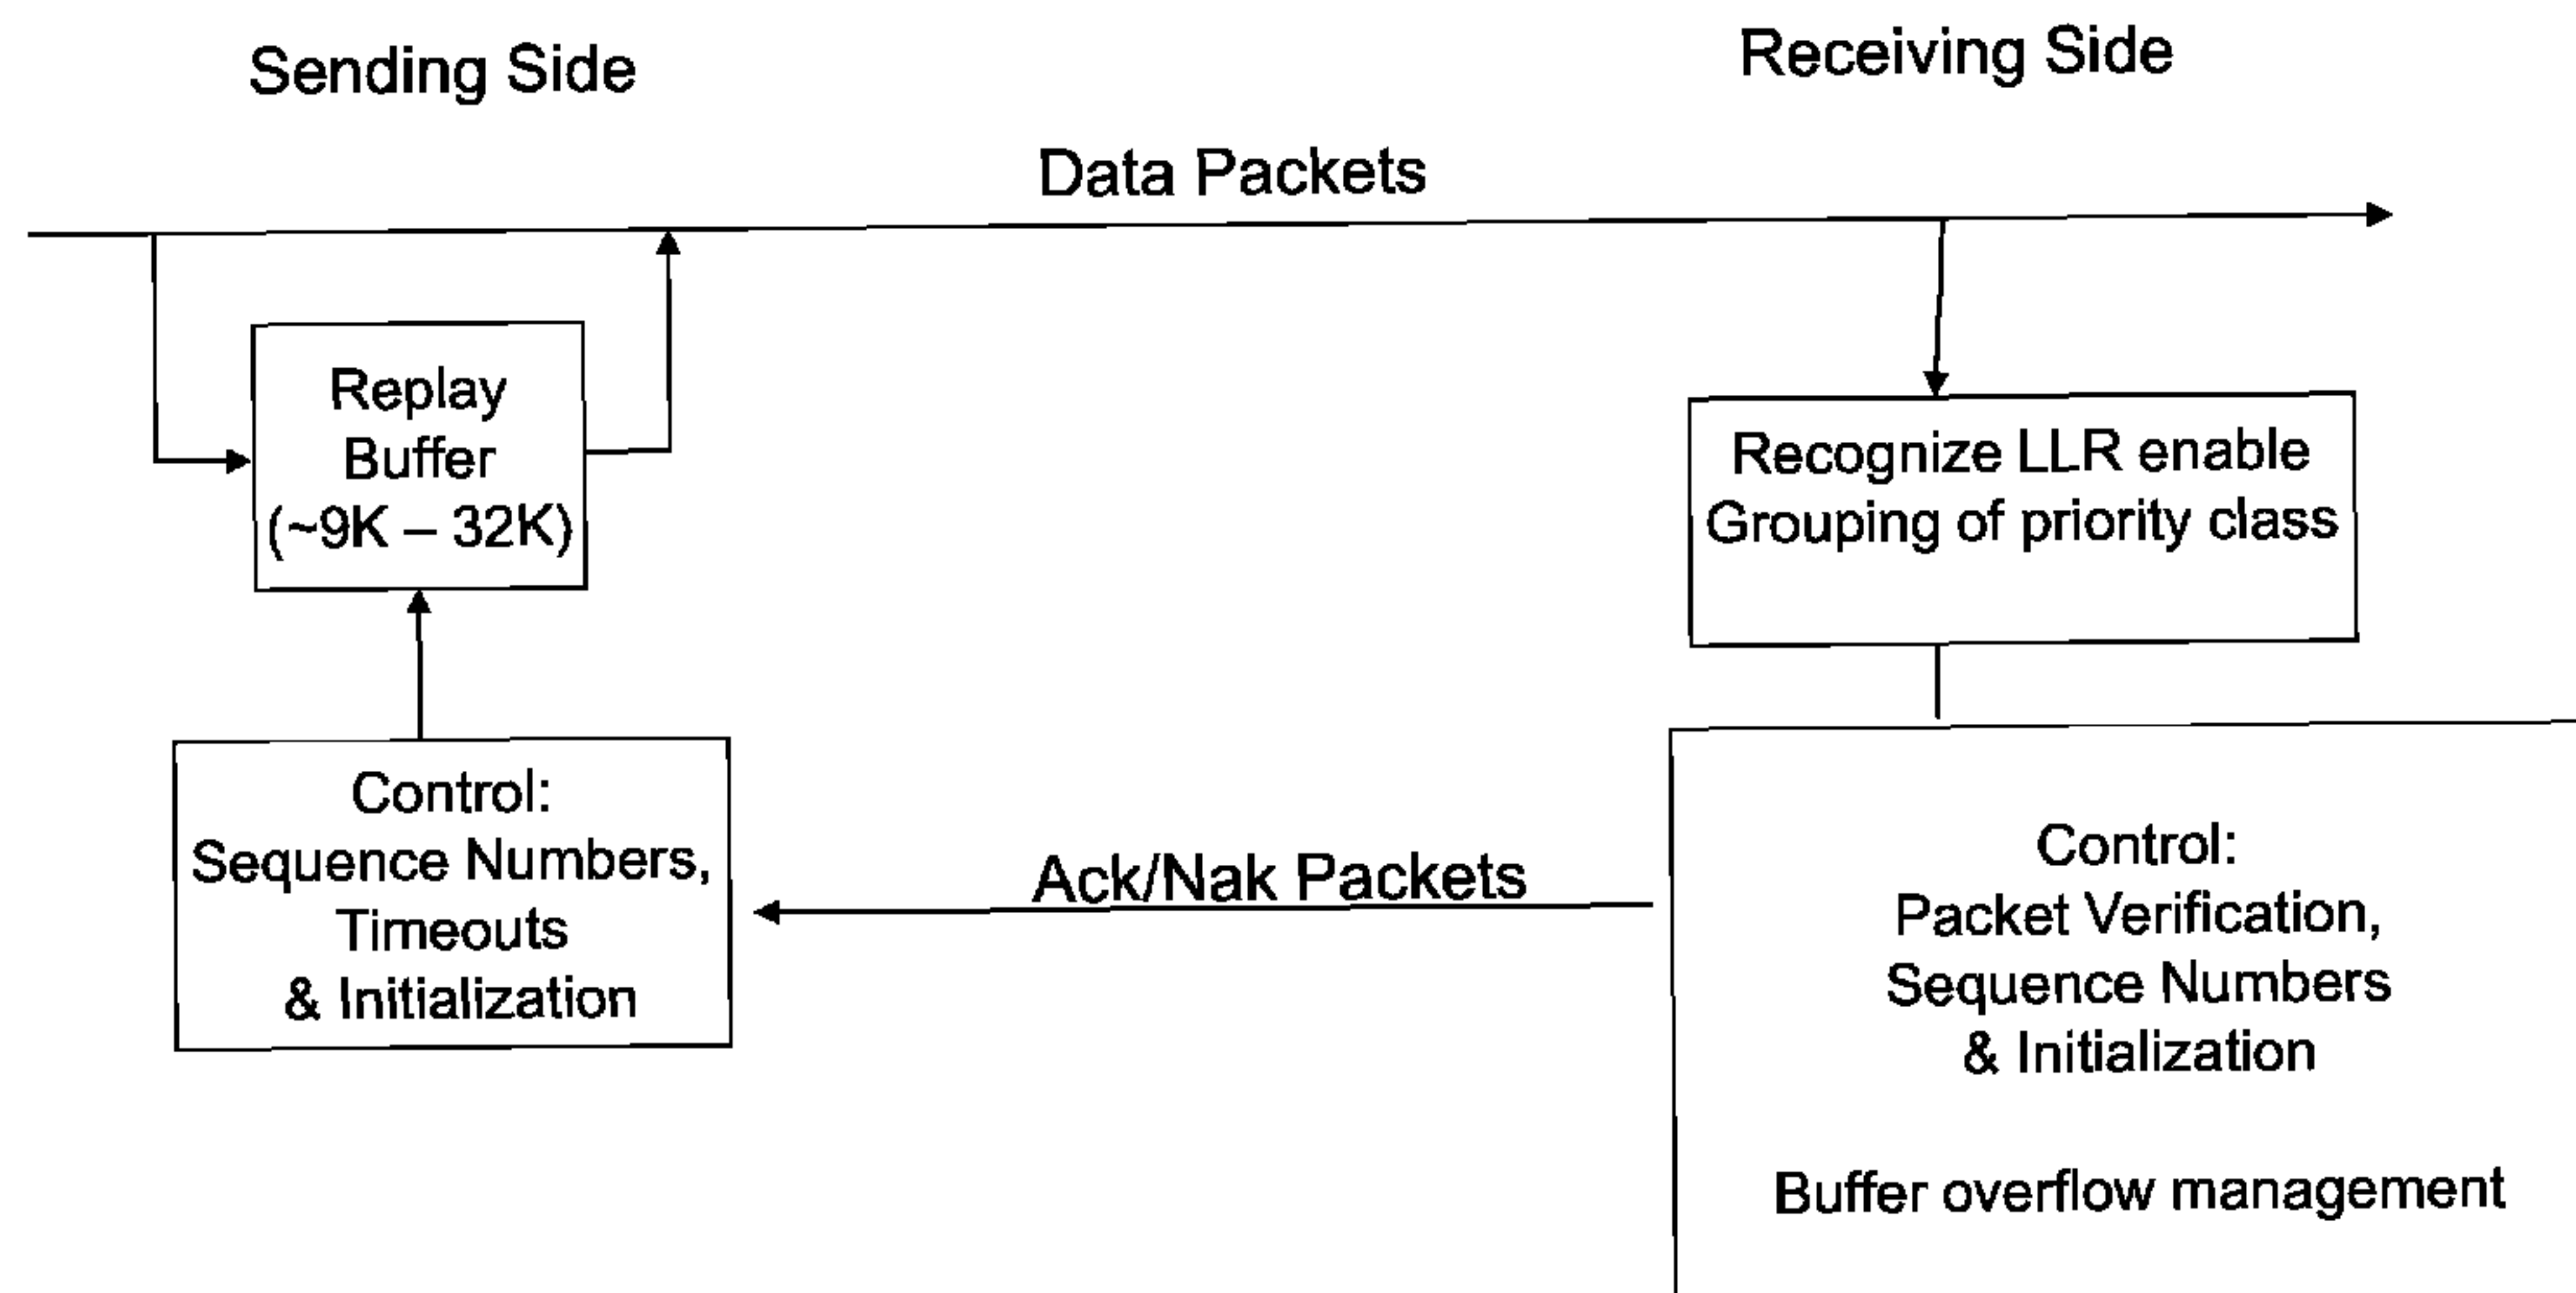 Sending Side
Receiving Side
Data Packets
Replay
Buffer
(~9K – 32K)
Recognize LLR enable
Grouping of priority class
Control:
Sequence Numbers,
Timeouts
& Initialization
Ack/Nak Packets
Control:
Packet Verification,
Sequence Numbers
& Initialization
Buffer overflow management